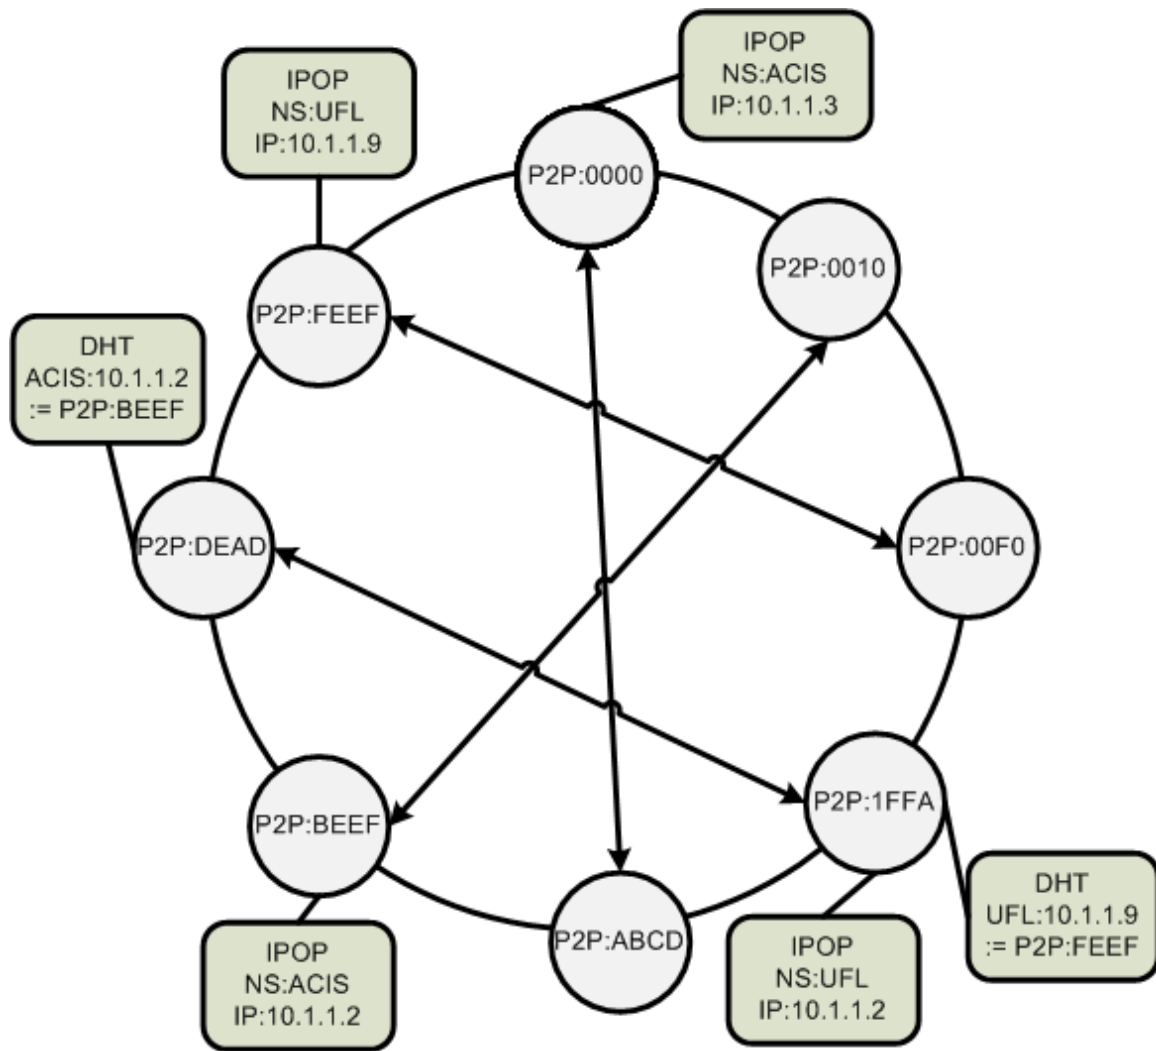 IPOP
NS:ACIS
IP:10.1.1.3
IPOP
NS:UFL
IP:10.1.1.9
P2P:0000
P2P:0010
P2P:FEEF
DHT
ACIS:10.1.1.2
:= P2P:BEEF
P2P:DEAD
P2P:00F0
P2P:BEEF
P2P:1FFA
DHT
UFL:10.1.1.9
:= P2P:FEEF
P2P:ABCD
IPOP
NS:ACIS
IP:10.1.1.2
IPOP
NS:UFL
IP:10.1.1.2